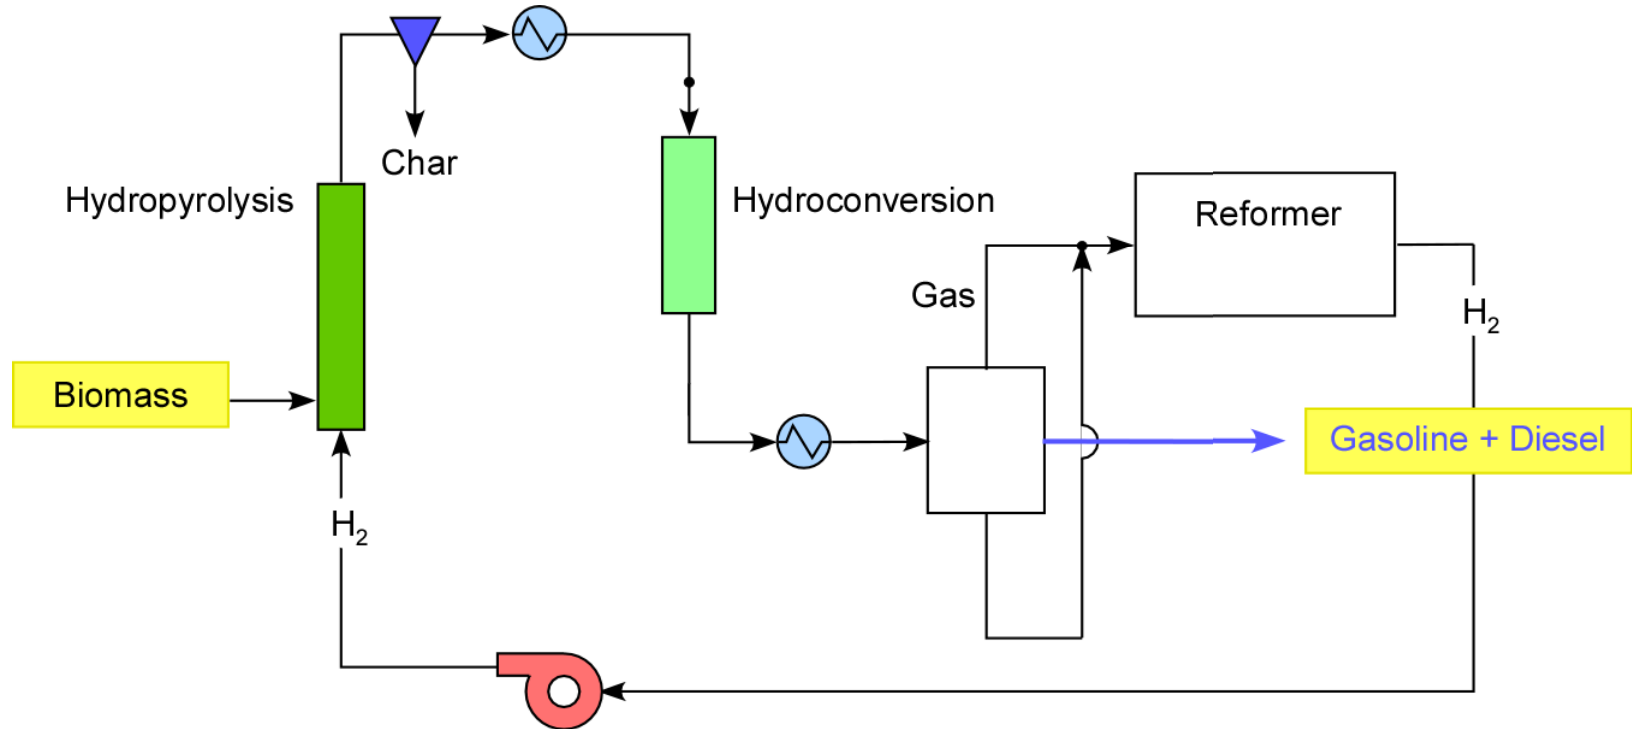 Char
Hydropyrolysis
Hydroconversion
Reformer
Gas
H₂
Biomass
Gasoline + Diesel
H₂